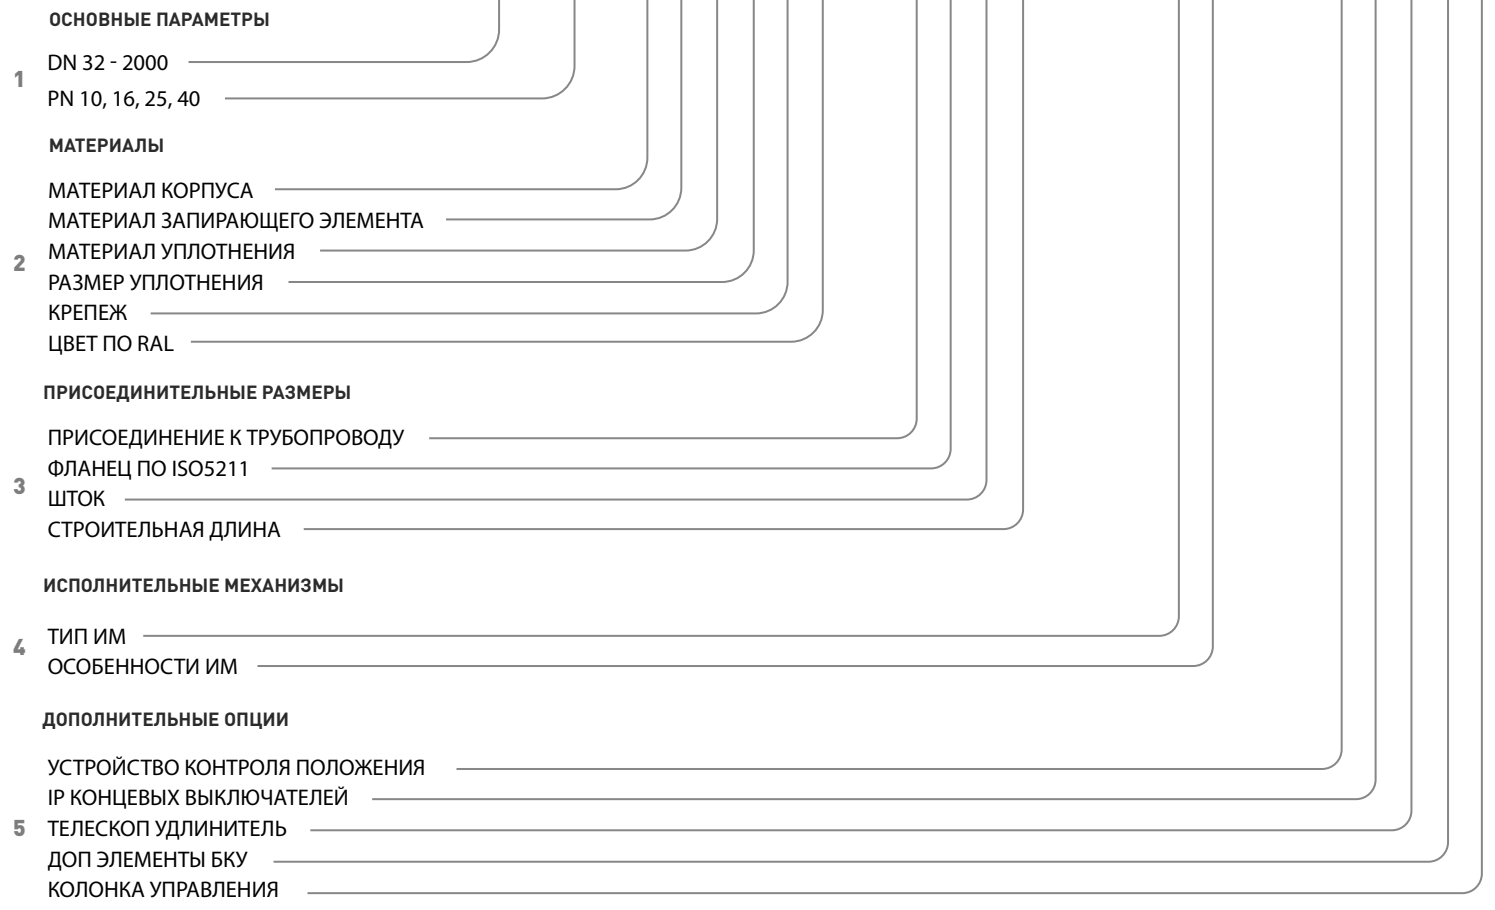 ОСНОВНЫЕ ПАРАМЕТРЫ
1
DN 32 - 2000
PN 10, 16, 25, 40
МАТЕРИАЛЫ
2
МАТЕРИАЛ КОРПУСА
МАТЕРИАЛ ЗАПИРАЮЩЕГО ЭЛЕМЕНТА
МАТЕРИАЛ УПЛОТНЕНИЯ
РАЗМЕР УПЛОТНЕНИЯ
КРЕПЕЖ
ЦВЕТ ПО RAL
ПРИСОЕДИНИТЕЛЬНЫЕ РАЗМЕРЫ
3
ПРИСОЕДИНЕНИЕ К ТРУБОПРОВОДУ
ФЛАНЕЦ ПО ISO5211
ШТОК
СТРОИТЕЛЬНАЯ ДЛИНА
ИСПОЛНИТЕЛЬНЫЕ МЕХАНИЗМЫ
4
ТИП ИМ
ОСОБЕННОСТИ ИМ
ДОПОЛНИТЕЛЬНЫЕ ОПЦИИ
5
УСТРОЙСТВО КОНТРОЛЯ ПОЛОЖЕНИЯ
IP КОНЦЕВЫХ ВЫКЛЮЧАТЕЛЕЙ
ТЕЛЕСКОП УДЛИНИТЕЛЬ
ДОП ЭЛЕМЕНТЫ БКУ
КОЛОНКА УПРАВЛЕНИЯ